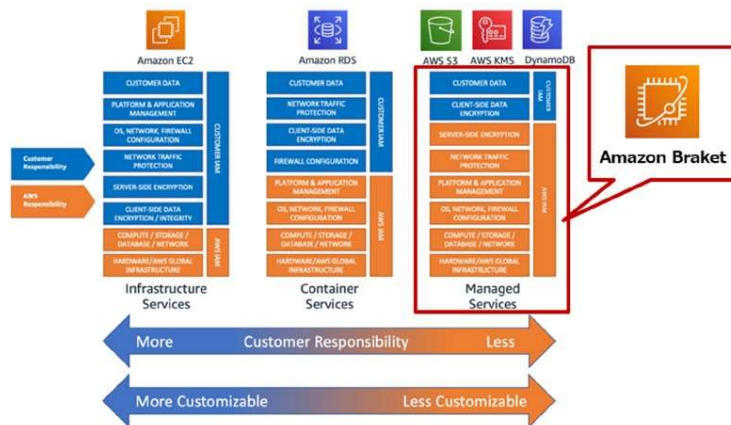 Amazon EC2
CUSTOMER DATA
PLATFORM & APPLICATION
MANAGEMENT
OS, NETWORK, FIREWALL
CONFIGURATION
NETWORK TRAFFIC
PROTECTION
SERVER-SIDE ENCRYPTION
CLIENT-SIDE DATA
ENCRYPTION / INTEGRITY
COMPUTE / STORAGE /
DATABASE / NETWORK
HARDWARE/AWS GLOBAL
INFRASTRUCTURE
CUSTOMER IAM
AWS IAM
Infrastructure
Services
Customer
Responsibility
AWS
Responsibility
Amazon RDS
CUSTOMER DATA
NETWORK TRAFFIC
PROTECTION
CLIENT-SIDE DATA
ENCRYPTION
FIREWALL CONFIGURATION
PLATFORM & APPLICATION
MANAGEMENT
OS, NETWORK, FIREWALL
CONFIGURATION
COMPUTE / STORAGE /
DATABASE / NETWORK
HARDWARE/AWS GLOBAL
INFRASTRUCTURE
CUSTOMER IAM
AWS IAM
Container
Services
AWS S3
AWS KMS
DynamoDB
CUSTOMER DATA
CLIENT-SIDE DATA
ENCRYPTION
SERVER-SIDE ENCRYPTION
NETWORK TRAFFIC
PROTECTION
PLATFORM & APPLICATION
MANAGEMENT
OS, NETWORK, FIREWALL
CONFIGURATION
COMPUTE / STORAGE /
DATABASE / NETWORK
HARDWARE/AWS GLOBAL
INFRASTRUCTURE
CUSTOMER
IAM
AWS IAM
Managed
Services
Amazon Braket
More
Customer Responsibility
Less
More Customizable
Less Customizable